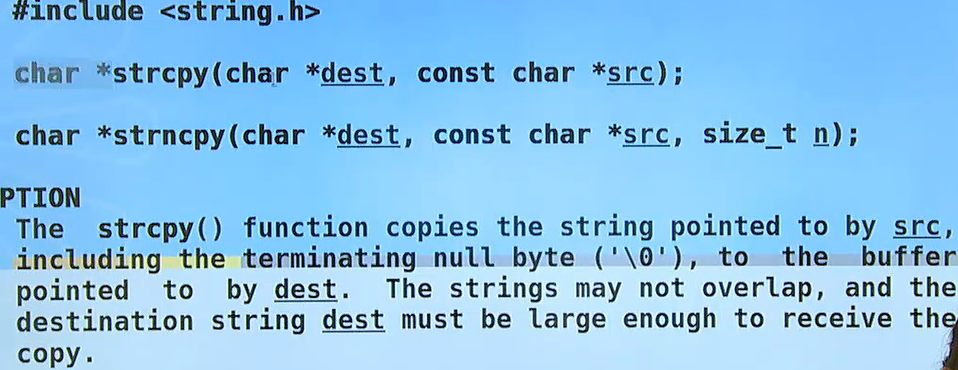 #include <string.h>
char *strcpy(char *dest, const char *src);
char *strncpy(char *dest, const char *src, size_t n);
PTION
The strcpy() function copies the string pointed to by src,
including the terminating null byte ('\0'), to the buffer
pointed to by dest. The strings may not overlap, and the
destination string dest must be large enough to receive the
copy.